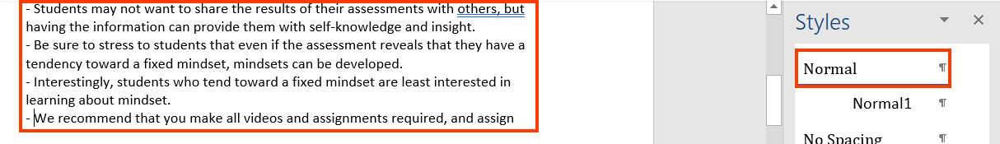 - Students may not want to share the results of their assessments with others, but
having the information can provide them with self-knowledge and insight.
- Be sure to stress to students that even if the assessment reveals that they have a
tendency toward a fixed mindset, mindsets can be developed.
- Interestingly, students who tend toward a fixed mindset are least interested in
learning about mindset.
- We recommend that you make all videos and assignments required, and assign
Styles
Normal ¶
Normal1 ¶
No Spacing ¶